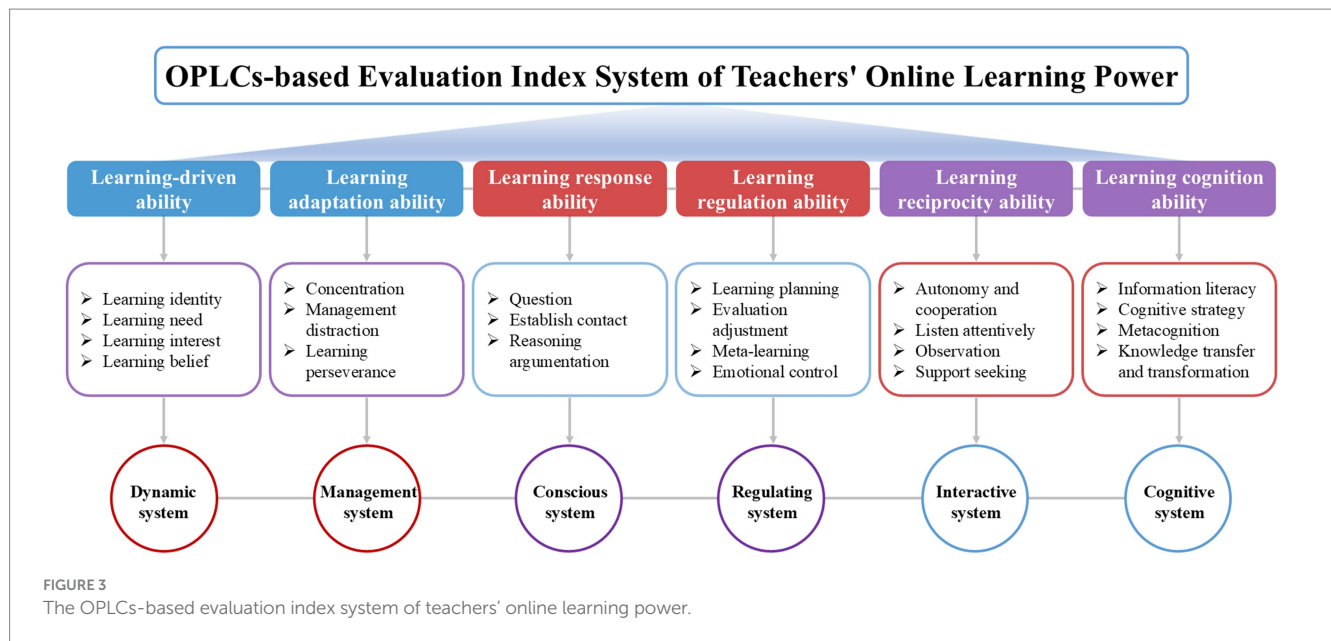 OPLCs-based Evaluation Index System of Teachers' Online Learning Power
Learning-driven
ability
Learning
adaptation ability
Learning response
ability
Learning
regulation ability
Learning
reciprocity ability
Learning cognition
ability
➢ Learning identity
➢ Learning need
➢ Learning interest
➢ Learning belief
➢ Concentration
➢ Management
distraction
➢ Learning
perseverance
➢ Question
➢ Establish contact
➢ Reasoning
argumentation
➢ Learning planning
➢ Evaluation
adjustment
➢ Meta-learning
➢ Emotional control
➢ Autonomy and
cooperation
➢ Listen attentively
➢ Observation
➢ Support seeking
➢ Information literacy
➢ Cognitive strategy
➢ Metacognition
➢ Knowledge transfer
and transformation
Dynamic
system
Management
system
Conscious
system
Regulating
system
Interactive
system
Cognitive
system
FIGURE 3
The OPLCs-based evaluation index system of teachers’ online learning power.